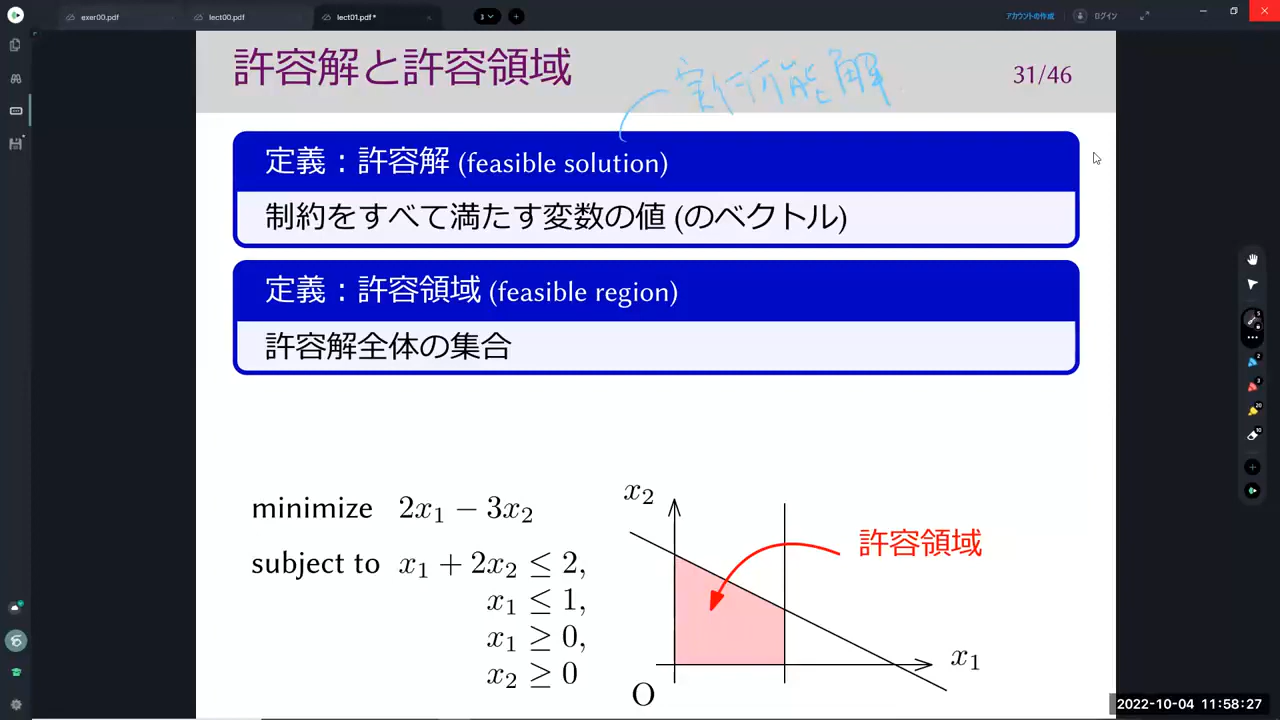 exer00.pdf
lect00.pdf
lect01.pdf*
3
アカウントの作成
ログイン
許容解と許容領域
実行可能解
31/46
定義：許容解 (feasible solution)
制約をすべて満たす変数の値 (のベクトル)
定義：許容領域 (feasible region)
許容解全体の集合
minimize 2x₁ − 3x₂
subject to x₁ + 2x₂ ≤ 2,
x₁ ≤ 1,
x₁ ≥ 0,
x₂ ≥ 0
x₂
許容領域
x₁
O
2022-10-04 11:58:27